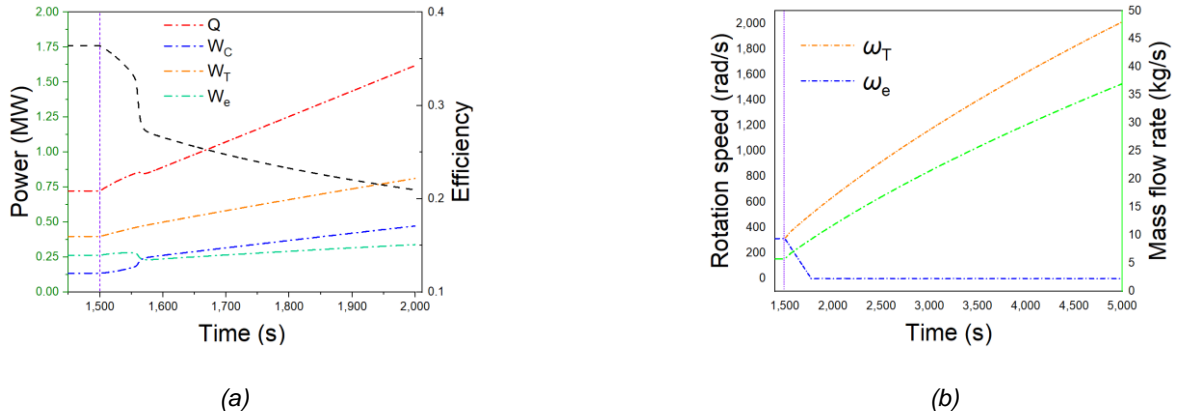 2.00
1.75
1.50
1.25
1.00
0.75
0.50
0.25
0.00
Power (MW)
Q
W_C
W_T
W_e
0.4
0.3
0.2
0.1
Efficiency
1,500 1,600 1,700 1,800 1,900 2,000
Time (s)
(a)
2,000
1,800
1,600
1,400
1,200
1,000
800
600
400
200
0
Rotation speed (rad/s)
ω_T
ω_e
50
45
40
35
30
25
20
15
10
5
0
Mass flow rate (kg/s)
1,500 2,000 2,500 3,000 3,500 4,000 4,500 5,000
Time (s)
(b)